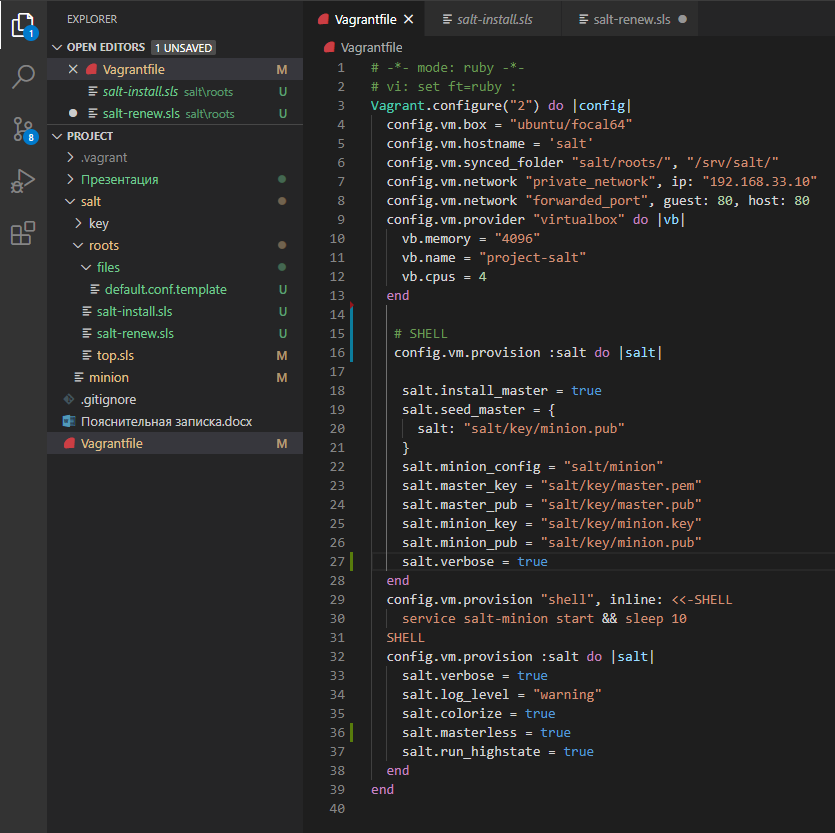 EXPLORER
OPEN EDITORS 1 UNSAVED
Vagrantfile M
salt-install.sls salt\roots U
salt-renew.sls salt\roots U
PROJECT
.vagrant
Презентация
salt
key
roots
files
default.conf.template U
salt-install.sls U
salt-renew.sls U
top.sls M
minion M
.gitignore
Пояснительная записка.docx
Vagrantfile M
1
8
Vagrantfile
salt-install.sls
salt-renew.sls
Vagrantfile
1 # -*- mode: ruby -*-
2 # vi: set ft=ruby :
3 Vagrant.configure("2") do |config|
4 config.vm.box = "ubuntu/focal64"
5 config.vm.hostname = 'salt'
6 config.vm.synced_folder "salt/roots/", "/srv/salt/"
7 config.vm.network "private_network", ip: "192.168.33.10"
8 config.vm.network "forwarded_port", guest: 80, host: 80
9 config.vm.provider "virtualbox" do |vb|
10 vb.memory = "4096"
11 vb.name = "project-salt"
12 vb.cpus = 4
13 end
14
15 # SHELL
16 config.vm.provision :salt do |salt|
17
18 salt.install_master = true
19 salt.seed_master = {
20 salt: "salt/key/minion.pub"
21 }
22 salt.minion_config = "salt/minion"
23 salt.master_key = "salt/key/master.pem"
24 salt.master_pub = "salt/key/master.pub"
25 salt.minion_key = "salt/key/minion.key"
26 salt.minion_pub = "salt/key/minion.pub"
27 salt.verbose = true
28 end
29 config.vm.provision "shell", inline: <<-SHELL
30 service salt-minion start && sleep 10
31 SHELL
32 config.vm.provision :salt do |salt|
33 salt.verbose = true
34 salt.log_level = "warning"
35 salt.colorize = true
36 salt.masterless = true
37 salt.run_highstate = true
38 end
39 end
40